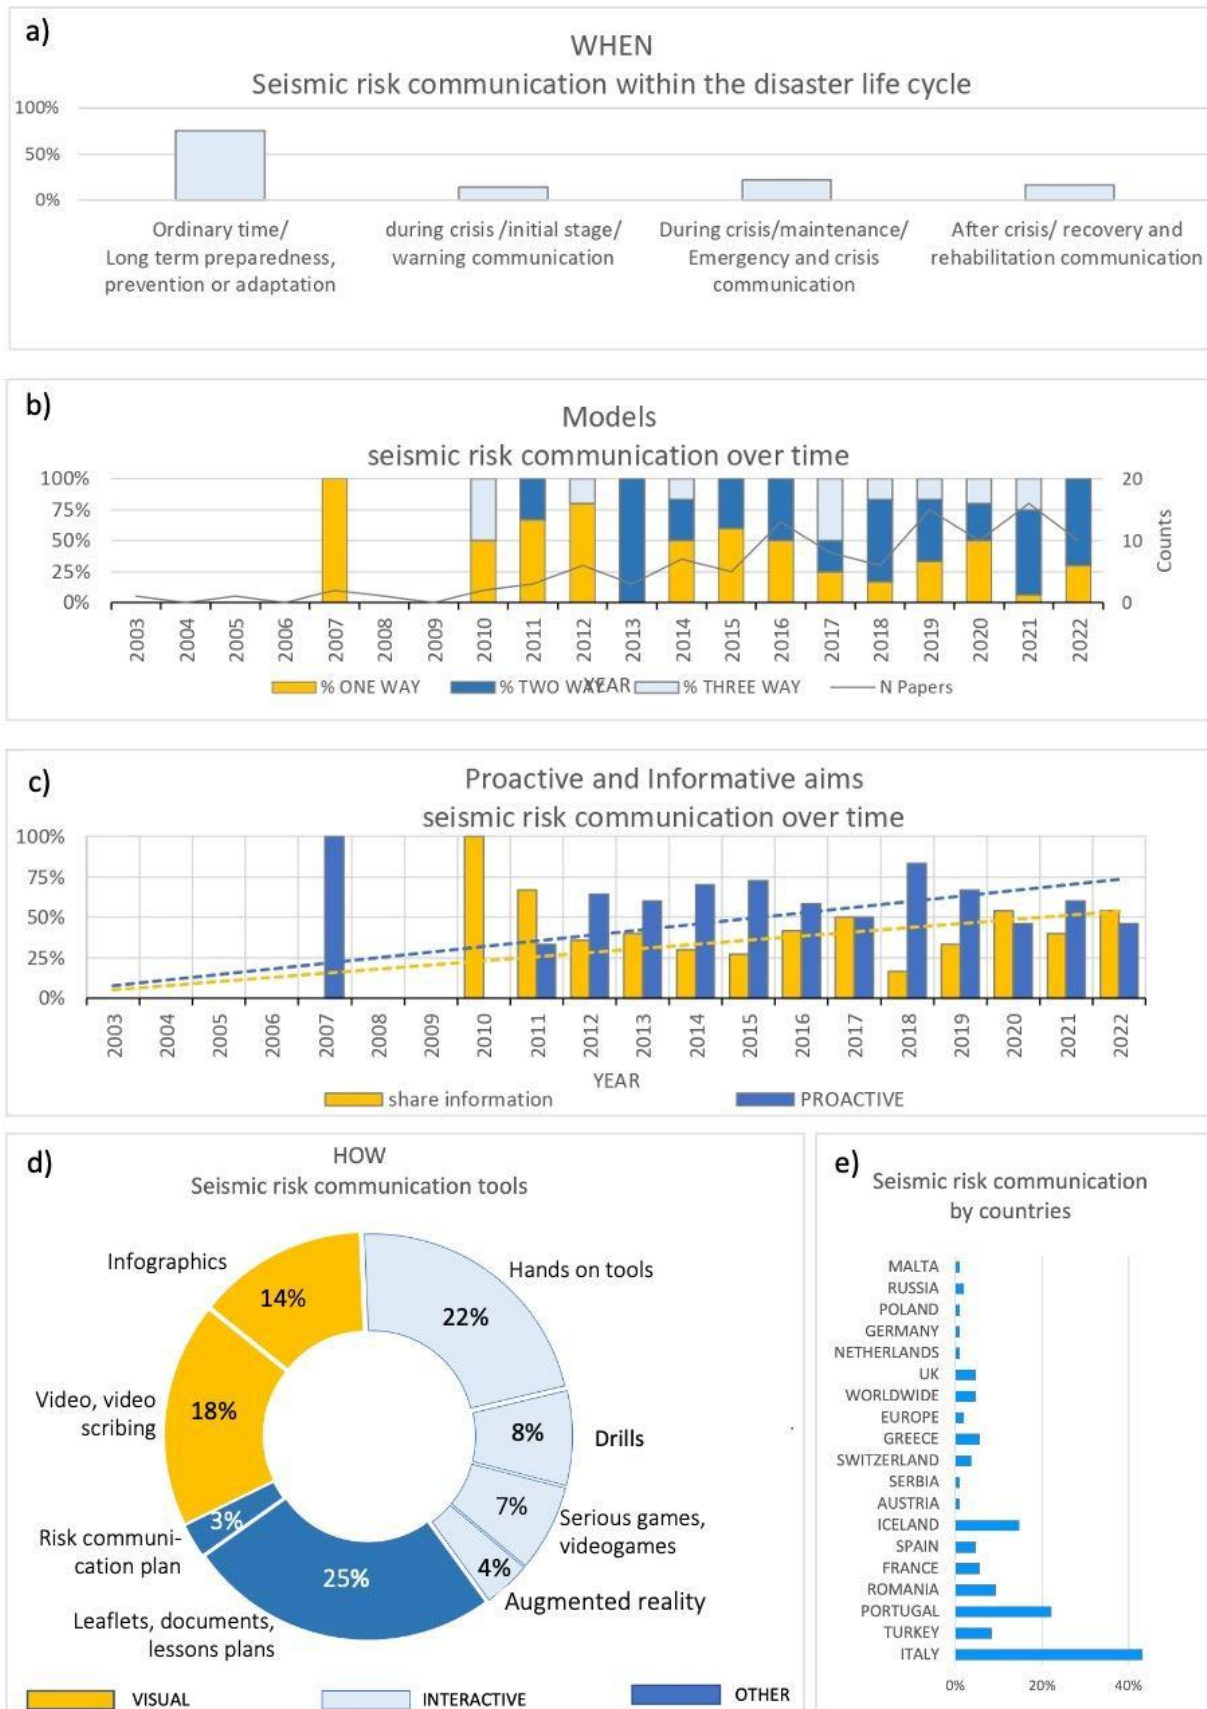 a)
WHEN
Seismic risk communication within the disaster life cycle
100%
50%
0%
Ordinary time/
Long term preparedness,
prevention or adaptation
during crisis /initial stage/
warning communication
During crisis/maintenance/
Emergency and crisis
communication
After crisis/ recovery and
rehabilitation communication
b)
Models
seismic risk communication over time
100%
75%
50%
25%
0%
20
10
0
Counts
2003
2004
2005
2006
2007
2008
2009
2010
2011
2012
2013
2014
2015
2016
2017
2018
2019
2020
2021
2022
YEAR
% ONE WAY
% TWO WAY
% THREE WAY
N Papers
c)
Proactive and Informative aims
seismic risk communication over time
100%
75%
50%
25%
0%
2003
2004
2005
2006
2007
2008
2009
2010
2011
2012
2013
2014
2015
2016
2017
2018
2019
2020
2021
2022
YEAR
share information
PROACTIVE
d)
HOW
Seismic risk communication tools
Infographics
14%
Hands on tools
22%
Video, video
scribing
18%
8%
Drills
7%
Serious games,
videogames
3%
Risk communi-
cation plan
4%
Augmented reality
25%
Leaflets, documents,
lessons plans
VISUAL
INTERACTIVE
OTHER
e)
Seismic risk communication
by countries
MALTA
RUSSIA
POLAND
GERMANY
NETHERLANDS
UK
WORLDWIDE
EUROPE
GREECE
SWITZERLAND
SERBIA
AUSTRIA
ICELAND
SPAIN
FRANCE
ROMANIA
PORTUGAL
TURKEY
ITALY
0%
20%
40%